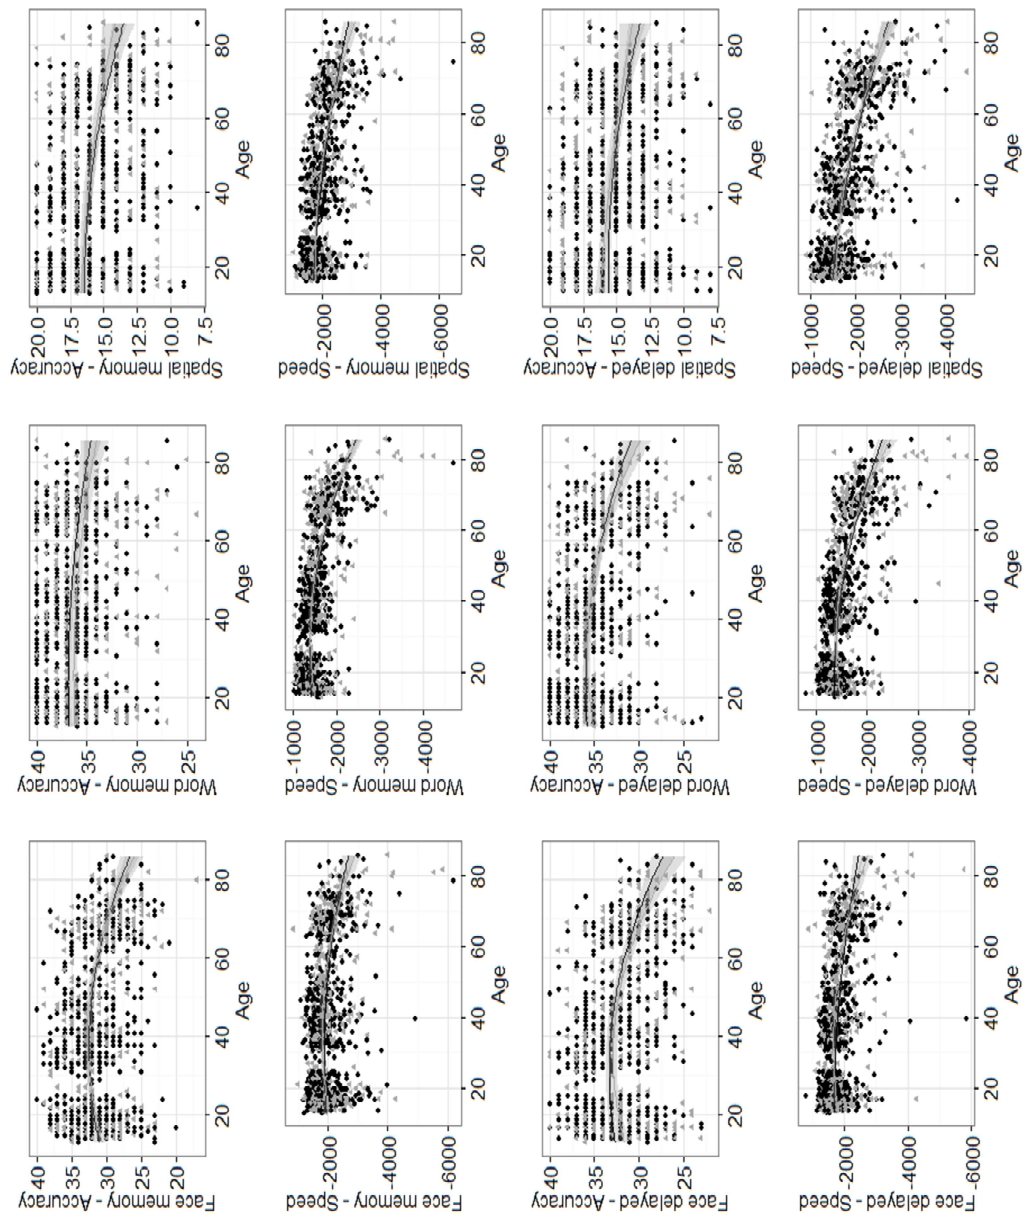 Face memory - Accuracy
40
35
30
25
20
20 40 60 80
Age
Word memory - Accuracy
40
35
30
25
20 40 60 80
Age
Spatial memory - Accuracy
20.0
17.5
15.0
12.5
10.0
7.5
20 40 60 80
Age
Face memory - Speed
-2000
-4000
-6000
20 40 60 80
Age
Word memory - Speed
-1000
-2000
-3000
-4000
20 40 60 80
Age
Spatial memory - Speed
-2000
-4000
-6000
20 40 60 80
Age
Face delayed - Accuracy
40
35
30
25
20 40 60 80
Age
Word delayed - Accuracy
40
35
30
25
20 40 60 80
Age
Spatial delayed - Accuracy
20.0
17.5
15.0
12.5
10.0
7.5
20 40 60 80
Age
Face delayed - Speed
-2000
-4000
-6000
20 40 60 80
Age
Word delayed - Speed
-1000
-2000
-3000
-4000
20 40 60 80
Age
Spatial delayed - Speed
-1000
-2000
-3000
-4000
20 40 60 80
Age